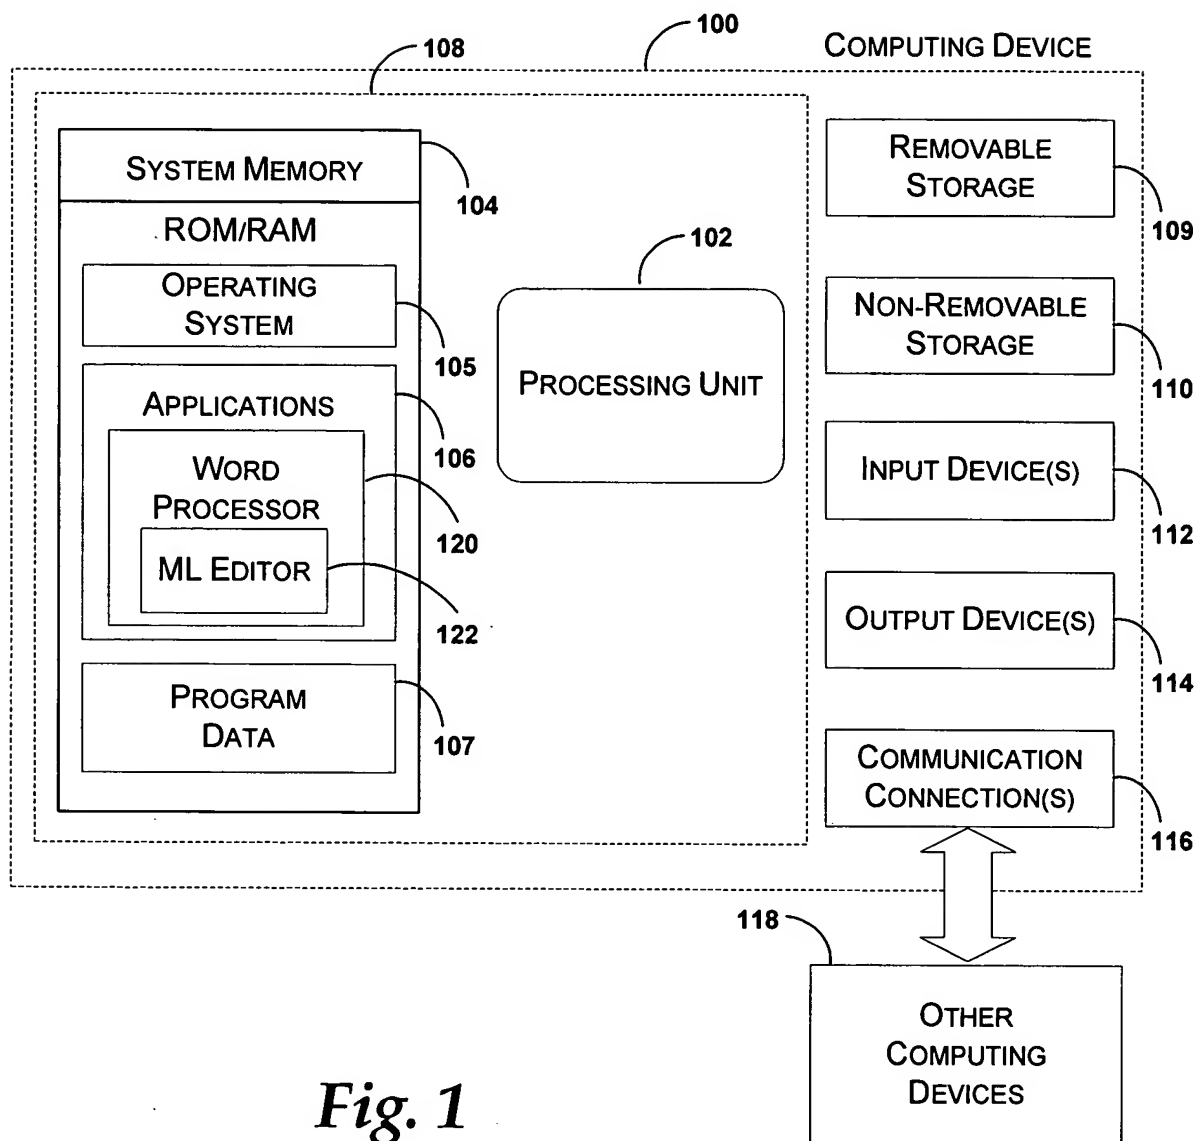 100
COMPUTING DEVICE
108
SYSTEM MEMORY
104
ROM/RAM
OPERATING
SYSTEM
105
APPLICATIONS
106
WORD
PROCESSOR
120
ML EDITOR
122
PROGRAM
DATA
107
102
PROCESSING UNIT
REMOVABLE
STORAGE
109
NON-REMOVABLE
STORAGE
110
INPUT DEVICE(S)
112
OUTPUT DEVICE(S)
114
COMMUNICATION
CONNECTION(S)
116
118
OTHER
COMPUTING
DEVICES
Fig. 1